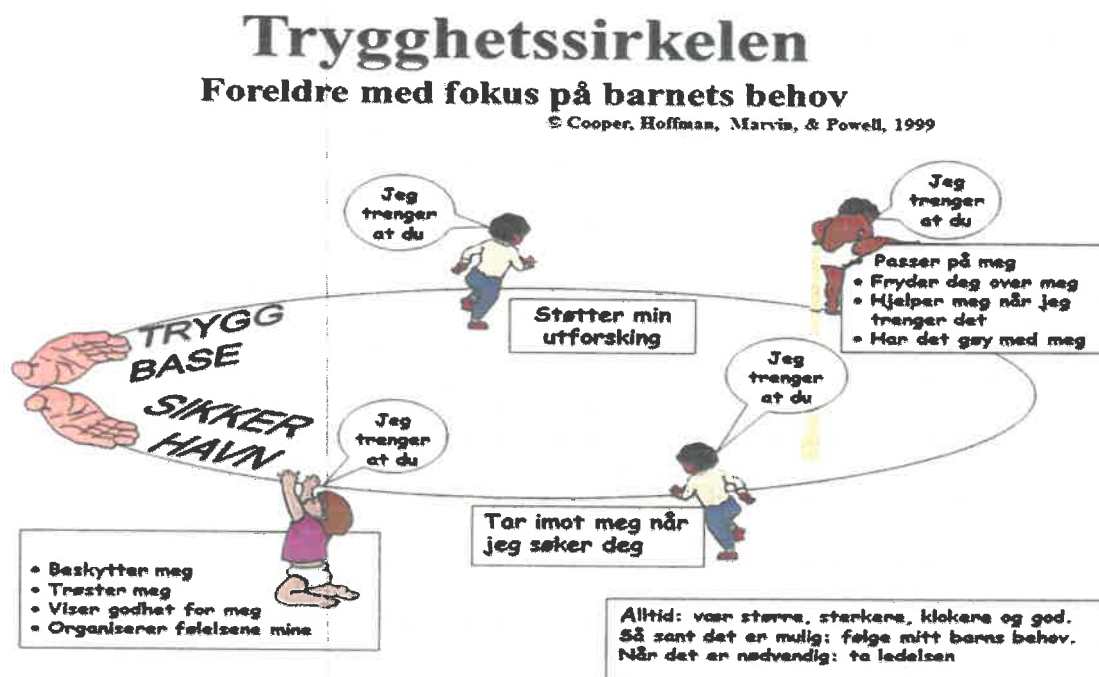 Trygghetssirkelen
Foreldre med fokus på barnets behov
© Cooper, Hoffman, Marvin, & Powell, 1999
Jeg
trenger
at du
Jeg
trenger
at du
Passer på meg
• Fryder deg over meg
• Hjelper meg når jeg
trenger det
• Har det gøy med meg
Støtter min
utforsking
TRYGG
BASE
SIKKER
HAVN
Jeg
trenger
at du
Jeg
trenger
at du
Tar imot meg når
jeg søker deg
• Beskytter meg
• Trøster meg
• Viser godhet for meg
• Organiserer følelsene mine
Alltid: vær større, sterkere, klokere og god.
Så sant det er mulig: følge mitt barns behov.
Når det er nødvendig: ta ledelsen